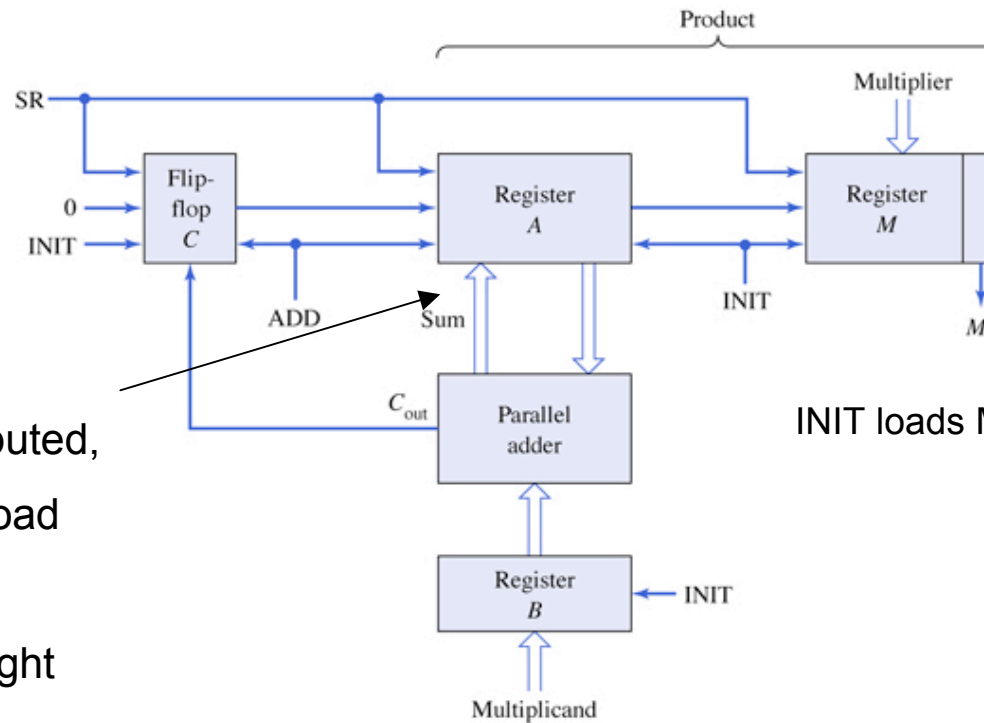 Product
Multiplier
SR
Flip-
flop
C
0
INIT
Register
A
Register
M
ADD
Sum
INIT
M
C out
Parallel
adder
INIT loads M
outed,
oad
Register
B
INIT
ght
Multiplicand